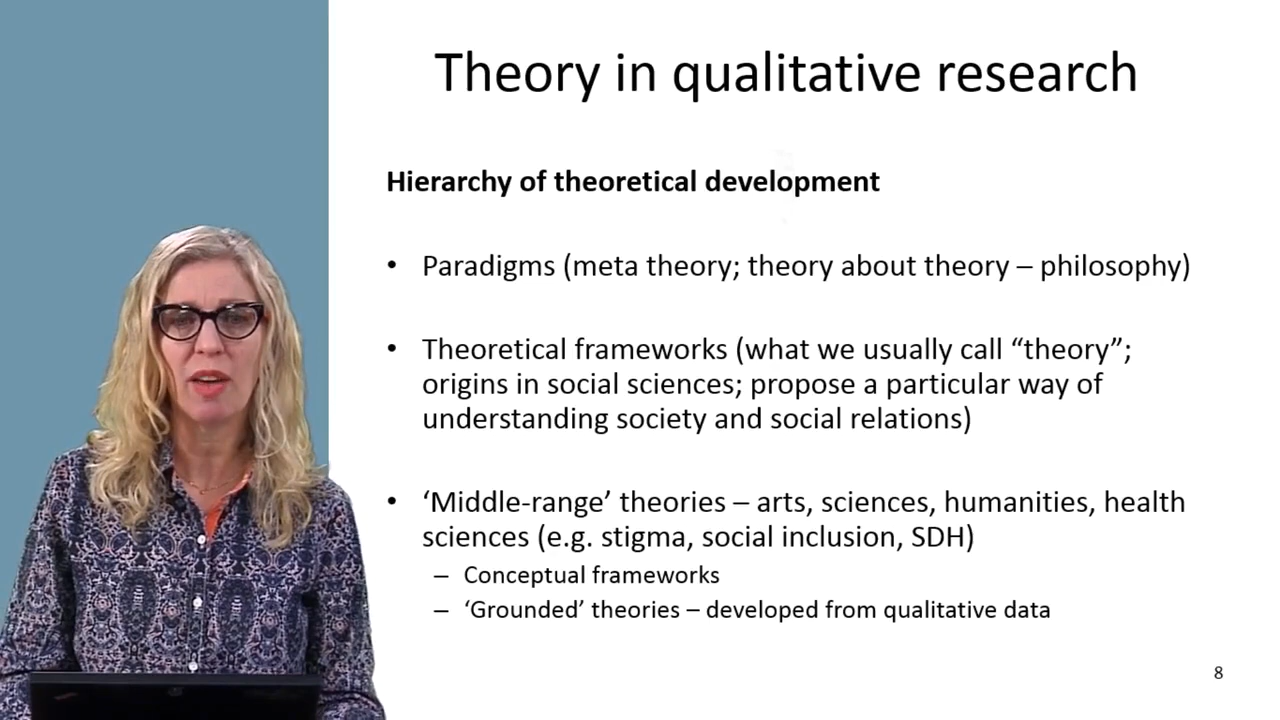 Theory in qualitative research
Hierarchy of theoretical development
• Paradigms (meta theory; theory about theory – philosophy)
• Theoretical frameworks (what we usually call “theory”;
origins in social sciences; propose a particular way of
understanding society and social relations)
• ‘Middle-range’ theories – arts, sciences, humanities, health
sciences (e.g. stigma, social inclusion, SDH)
– Conceptual frameworks
– ‘Grounded’ theories – developed from qualitative data
8